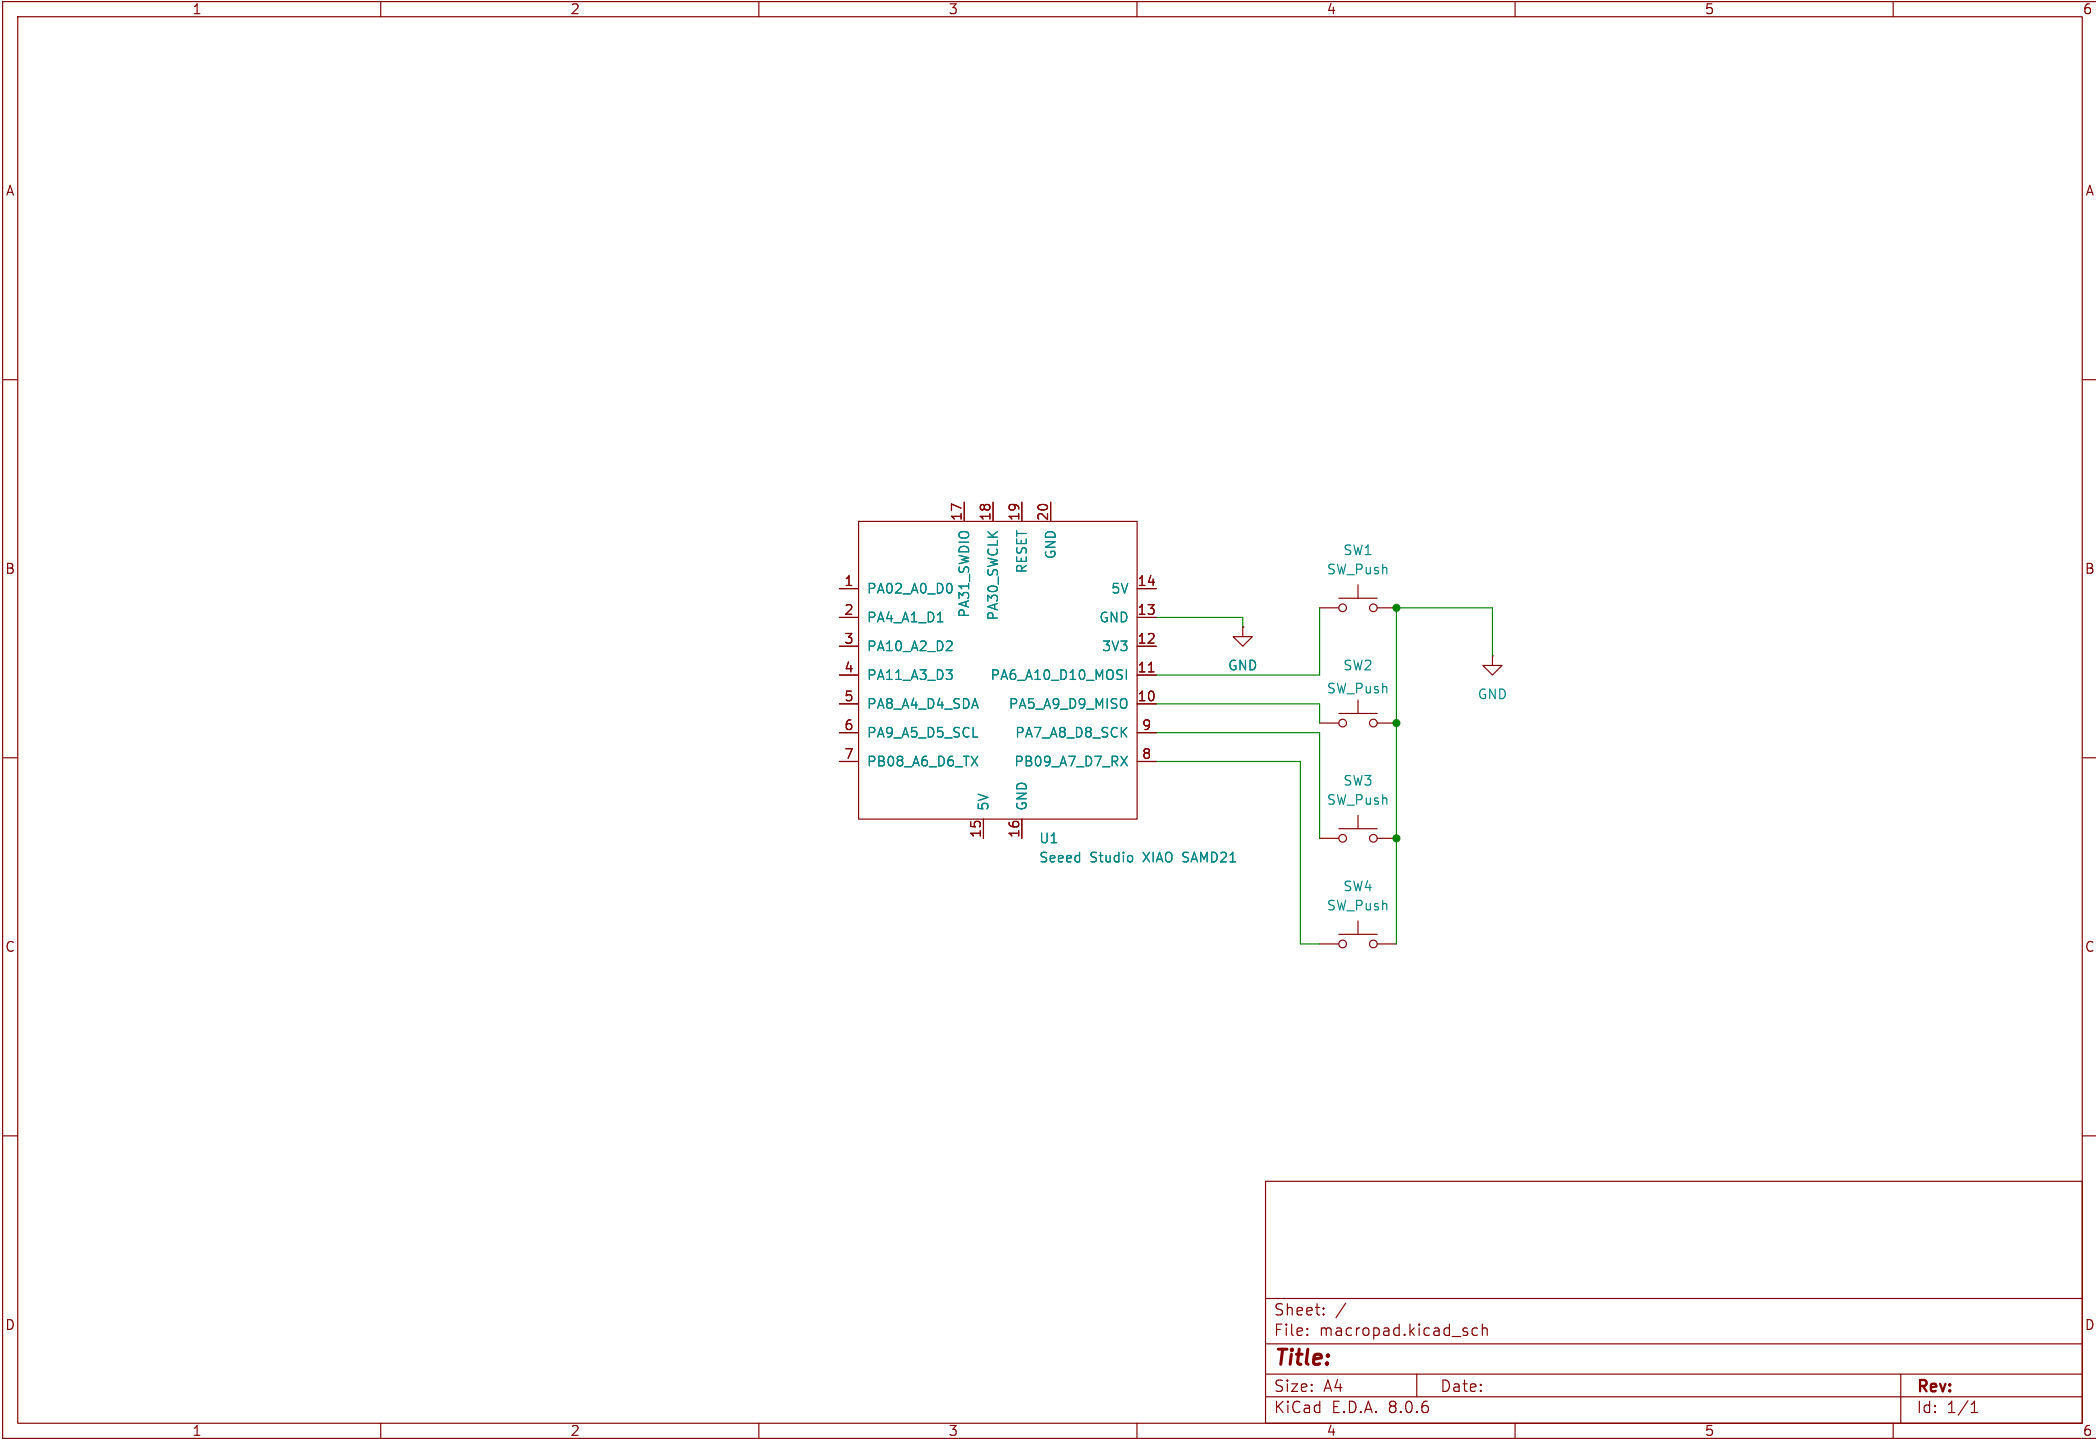 1 2 3 4 5 6
A A
B B
C C
D D
17 18 19 20
PA31_SWDIO
PA30_SWCLK
RESET
GND
1 PA02_A0_D0
2 PA4_A1_D1
3 PA10_A2_D2
4 PA11_A3_D3
5 PA8_A4_D4_SDA
6 PA9_A5_D5_SCL
7 PB08_A6_D6_TX
5V 14
GND 13
3V3 12
PA6_A10_D10_MOSI 11
PA5_A9_D9_MISO 10
PA7_A8_D8_SCK 9
PB09_A7_D7_RX 8
5V
GND
15 16
U1
Seeed Studio XIAO SAMD21
GND
SW1
SW_Push
SW2
SW_Push
SW3
SW_Push
SW4
SW_Push
GND
Sheet: /
File: macropad.kicad_sch
Title:
Size: A4 Date: Rev:
KiCad E.D.A. 8.0.6 Id: 1/1
1 2 3 4 5 6